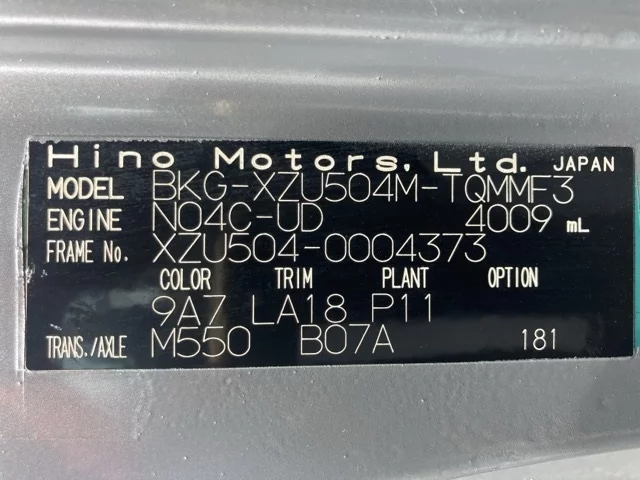 Hino Motors, Ltd. JAPAN
MODEL BKG-XZU504M-TQMMF3
ENGINE N04C-UD 4009 mL
FRAME No. XZU504-0004373
COLOR TRIM PLANT OPTION
9A7 LA18 P11
TRANS./AXLE M550 B07A 181